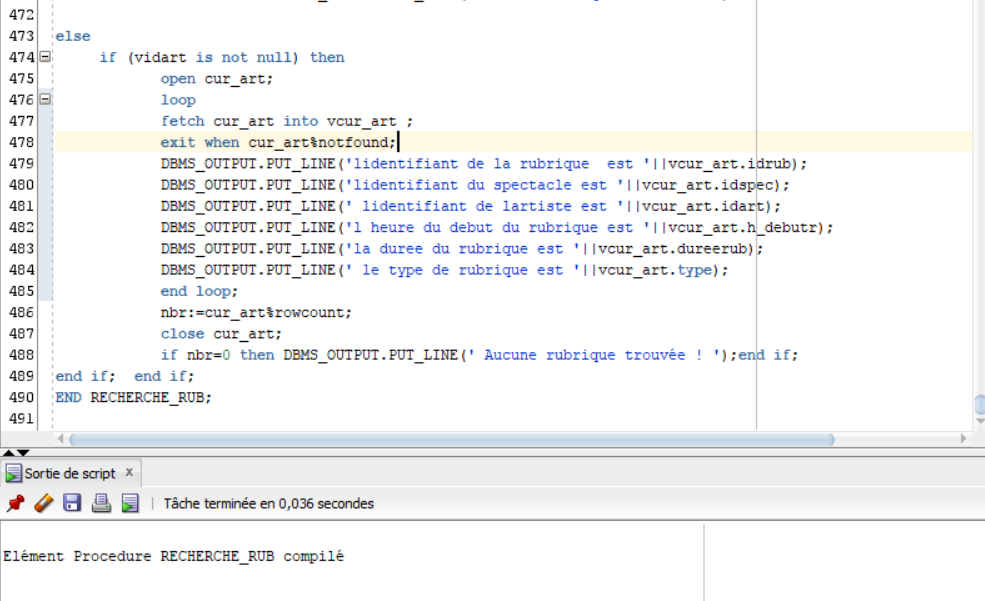 472
473 else
474 if (vidart is not null) then
475 open cur_art;
476 loop
477 fetch cur_art into vcur_art ;
478 exit when cur_art%notfound;
479 DBMS_OUTPUT.PUT_LINE('lidentifiant de la rubrique  est '||vcur_art.idrub);
480 DBMS_OUTPUT.PUT_LINE('lidentifiant du spectacle est '||vcur_art.idspec);
481 DBMS_OUTPUT.PUT_LINE(' lidentifiant de lartiste est '||vcur_art.idart);
482 DBMS_OUTPUT.PUT_LINE('l heure du debut du rubrique est '||vcur_art.h_debutr);
483 DBMS_OUTPUT.PUT_LINE('la duree du rubrique est '||vcur_art.dureerub);
484 DBMS_OUTPUT.PUT_LINE(' le type de rubrique est '||vcur_art.type);
485 end loop;
486 nbr:=cur_art%rowcount;
487 close cur_art;
488 if nbr=0 then DBMS_OUTPUT.PUT_LINE(' Aucune rubrique trouvée ! ');end if;
489 end if;  end if;
490 END RECHERCHE_RUB;
491
Sortie de script x
Tâche terminée en 0,036 secondes
Elément Procedure RECHERCHE_RUB compilé